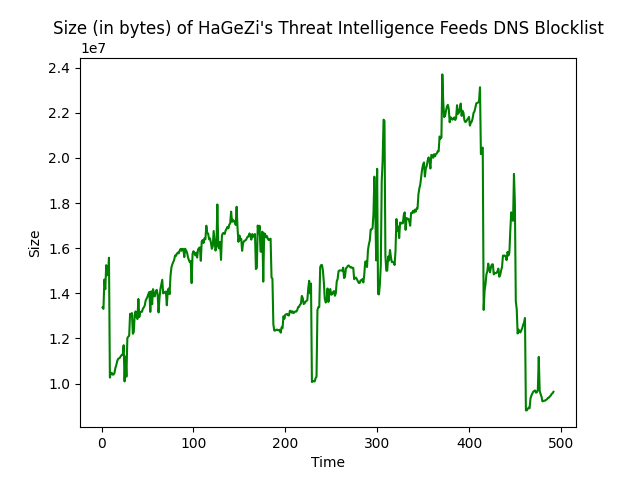 Size (in bytes) of HaGeZi's Threat Intelligence Feeds DNS Blocklist
1e7
2.4
2.2
2.0
1.8
1.6
1.4
1.2
1.0
Size
0 100 200 300 400 500
Time